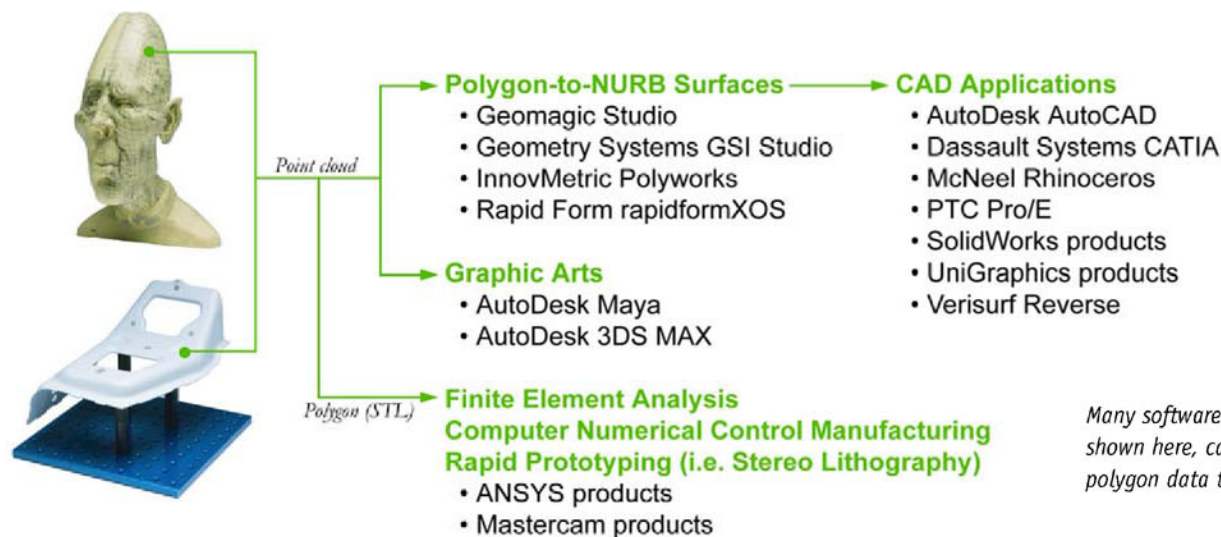 Point cloud
Polygon (STL)
Polygon-to-NURB Surfaces
• Geomagic Studio
• Geometry Systems GSI Studio
• InnovMetric Polyworks
• Rapid Form rapidformXOS
Graphic Arts
• AutoDesk Maya
• AutoDesk 3DS MAX
Finite Element Analysis
Computer Numerical Control Manufacturing
Rapid Prototyping (i.e. Stereo Lithography)
• ANSYS products
• Mastercam products
CAD Applications
• AutoDesk AutoCAD
• Dassault Systems CATIA
• McNeel Rhinoceros
• PTC Pro/E
• SolidWorks products
• UniGraphics products
• Verisurf Reverse
Many software
shown here, ca
polygon data t